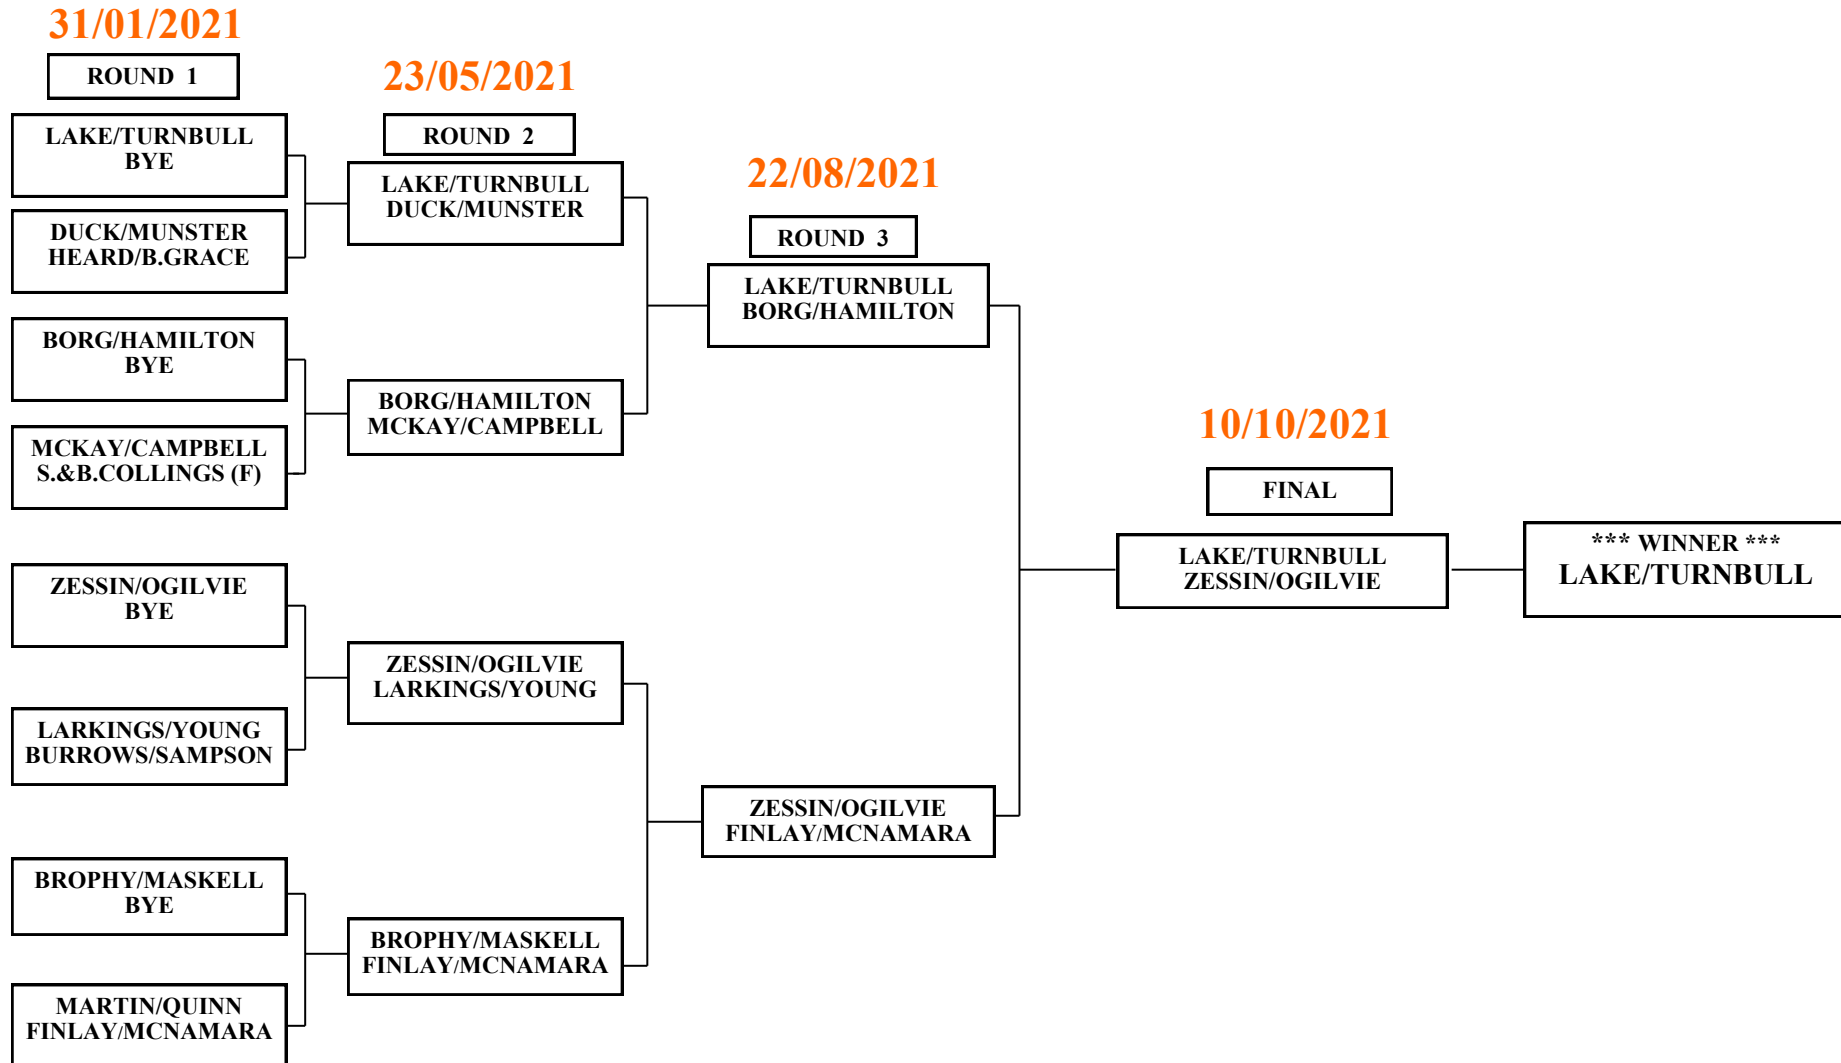 31/01/2021
ROUND 1
LAKE/TURNBULL
BYE
DUCK/MUNSTER
HEARD/B.GRACE
BORG/HAMILTON
BYE
MCKAY/CAMPBELL
S.&B.COLLINGS (F)
ZESSIN/OGILVIE
BYE
LARKINGS/YOUNG
BURROWS/SAMPSON
BROPHY/MASKELL
BYE
MARTIN/QUINN
FINLAY/MCNAMARA
23/05/2021
ROUND 2
LAKE/TURNBULL
DUCK/MUNSTER
BORG/HAMILTON
MCKAY/CAMPBELL
ZESSIN/OGILVIE
LARKINGS/YOUNG
BROPHY/MASKELL
FINLAY/MCNAMARA
22/08/2021
ROUND 3
LAKE/TURNBULL
BORG/HAMILTON
ZESSIN/OGILVIE
FINLAY/MCNAMARA
10/10/2021
FINAL
LAKE/TURNBULL
ZESSIN/OGILVIE
*** WINNER ***
LAKE/TURNBULL